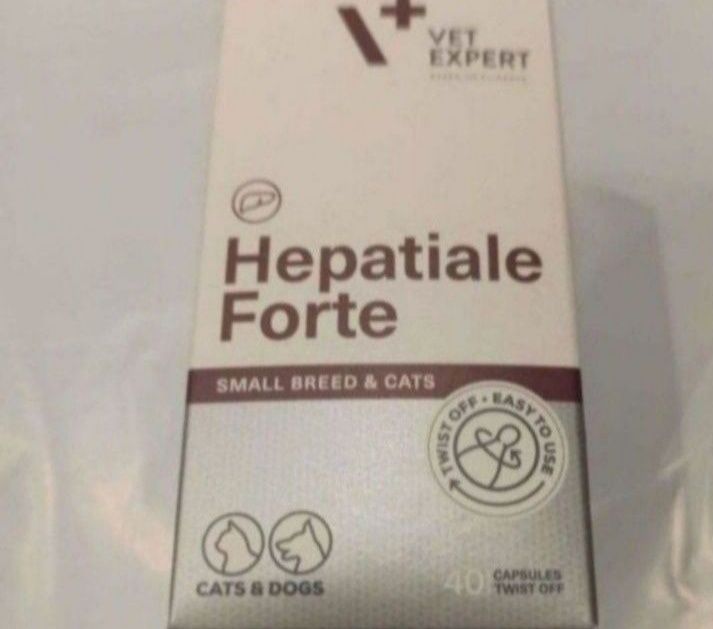 V+
VET
EXPERT
Hepatiale
Forte
SMALL BREED & CATS
TWIST OFF • EASY TO USE
CATS & DOGS
40 CAPSULES
TWIST OFF